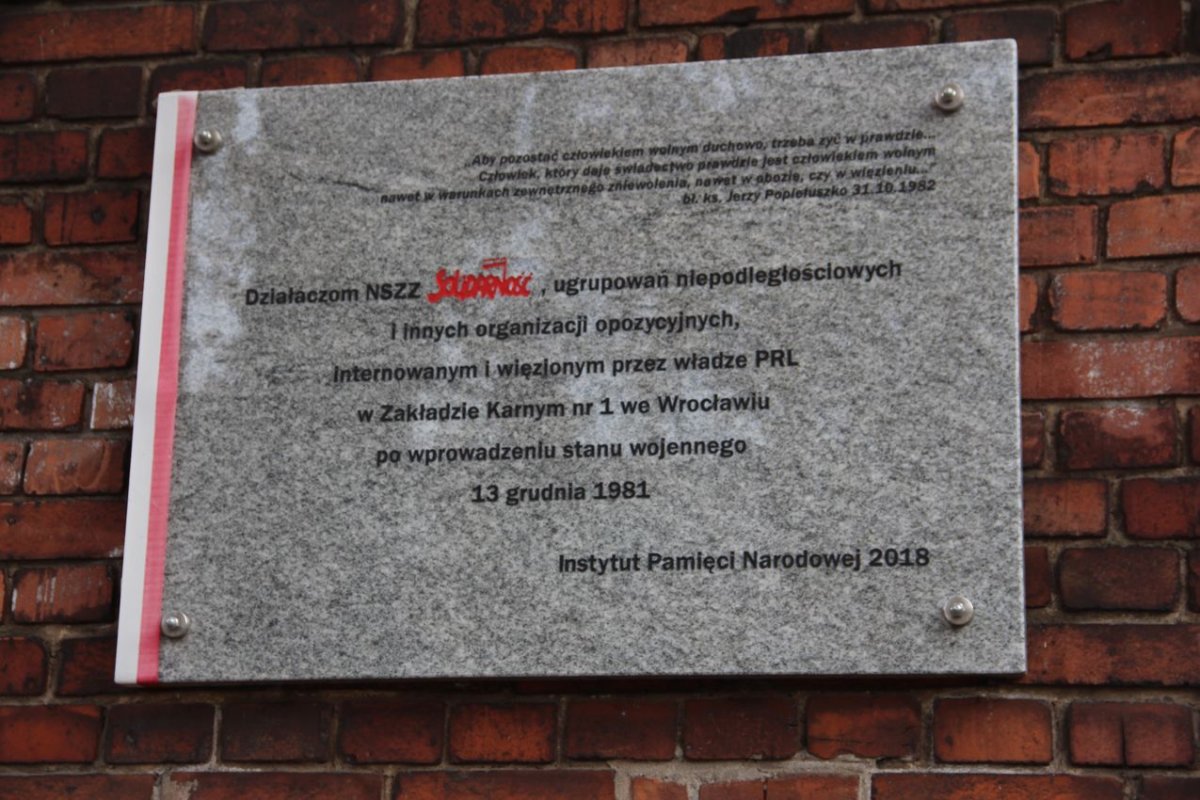 „Aby pozostać człowiekiem wolnym duchowo, trzeba żyć w prawdzie...
Człowiek, który daje świadectwo prawdzie jest człowiekiem wolnym
nawet w warunkach zewnętrznego zniewolenia, nawet w obozie, czy w więzieniu..."
bł. ks. Jerzy Popiełuszko 31.10.1982
Działaczom NSZZ SOLIDARNOŚĆ , ugrupowań niepodległościowych
i innych organizacji opozycyjnych,
internowanym i więzionym przez władze PRL
w Zakładzie Karnym nr 1 we Wrocławiu
po wprowadzeniu stanu wojennego
13 grudnia 1981
Instytut Pamięci Narodowej 2018